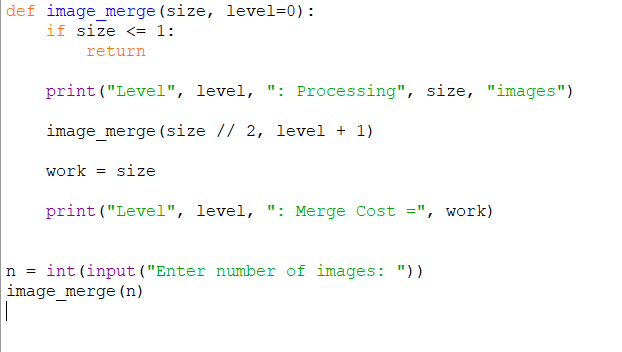 def image_merge(size, level=0):
    if size <= 1:
        return
    print("Level", level, ": Processing", size, "images")
    image_merge(size // 2, level + 1)
    work = size
    print("Level", level, ": Merge Cost =", work)
n = int(input("Enter number of images: "))
image_merge(n)